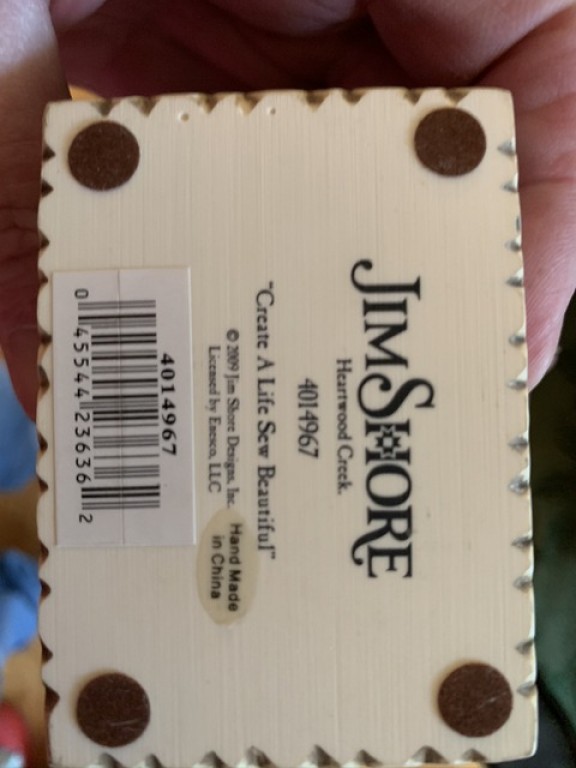 JIM SHORE
Heartwood Creek.
4014967
"Create A Life Sew Beautiful"
© 2009 Jim Shore Designs, Inc.
Licensed by Enesco, LLC
Hand Made
in China
4014967
0 45544 23636 2